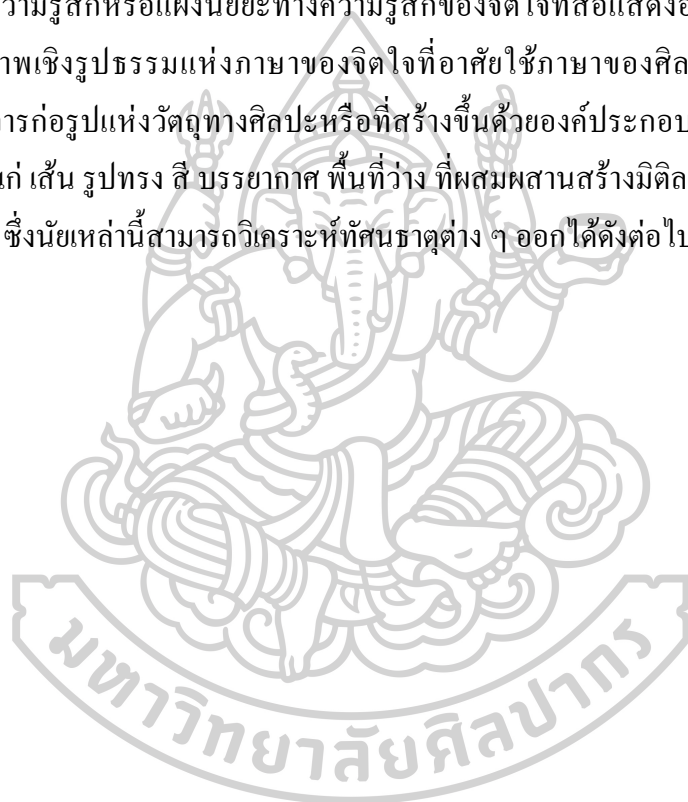 ความรู้สึกหรือแฝงนัยยะทางความรู้สึกของจิตใจที่สื่อแสดง
าพเชิงรูปธรรมแห่งภาษาของจิตใจที่อาศัยใช้ภาษาของศิล
ารก่อรูปแห่งวัตถุทางศิลปะหรือที่สร้างขึ้นด้วยองค์ประกอบ
ก่ เส้น รูปทรง สี บรรยากาศ พื้นที่ว่าง ที่ผสมผสานสร้างมิติล
ซึ่งนัยเหล่านี้สามารถวิเคราะห์ทัศนธาตุต่าง ๆ ออกได้ดังต่อไป
มหาวิทยาลัยศิลปากร